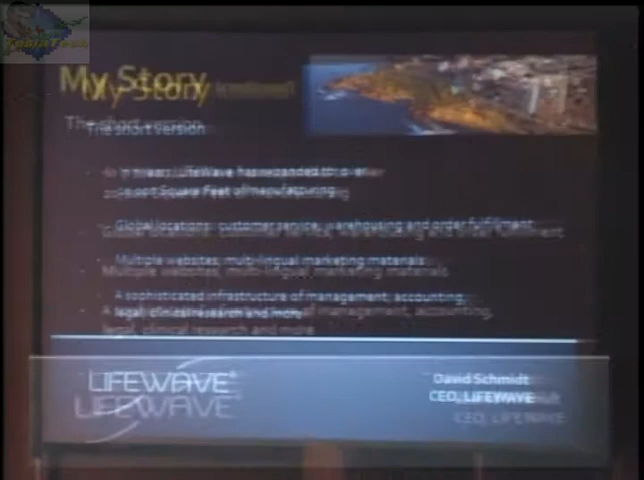 My Story (continued)
The short version
years LifeWave has expanded to over
Square Feet of manufacturing
Global locations: customer service, warehousing and order fulfillment
Multiple websites; multi-lingual marketing materials
A sophisticated infrastructure of management, accounting,
legal, clinical research and more
LIFEWAVE®
David Schmidt
CEO, LIFEWAVE